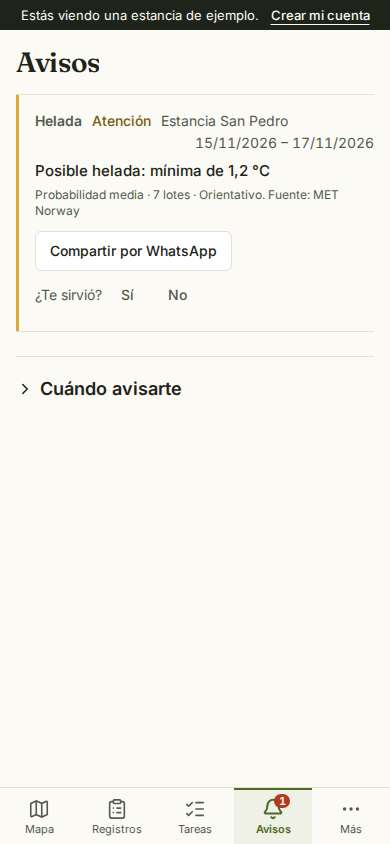 Estás viendo una estancia de ejemplo. Crear mi cuenta
Avisos
Helada Atención Estancia San Pedro
15/11/2026 – 17/11/2026
Posible helada: mínima de 1,2 °C
Probabilidad media · 7 lotes · Orientativo. Fuente: MET
Norway
Compartir por WhatsApp
¿Te sirvió? Sí No
Cuándo avisarte
1
Mapa Registros Tareas Avisos Más